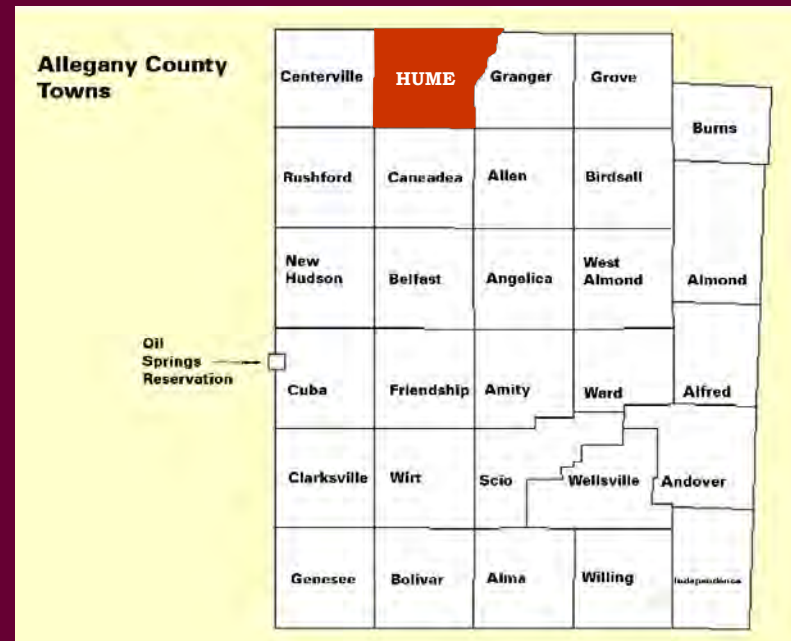 Allegany County
Towns
Centerville
HUME
Granger
Grove
Burns
Rushford
Caneadea
Allen
Birdsall
New
Hudson
Belfast
Angelica
West
Almond
Almond
Oil
Springs
Reservation
Cuba
Friendship
Amity
Ward
Alfred
Clarksville
Wirt
Scio
Wellsville
Andover
Genesee
Bolivar
Alma
Willing
Independence